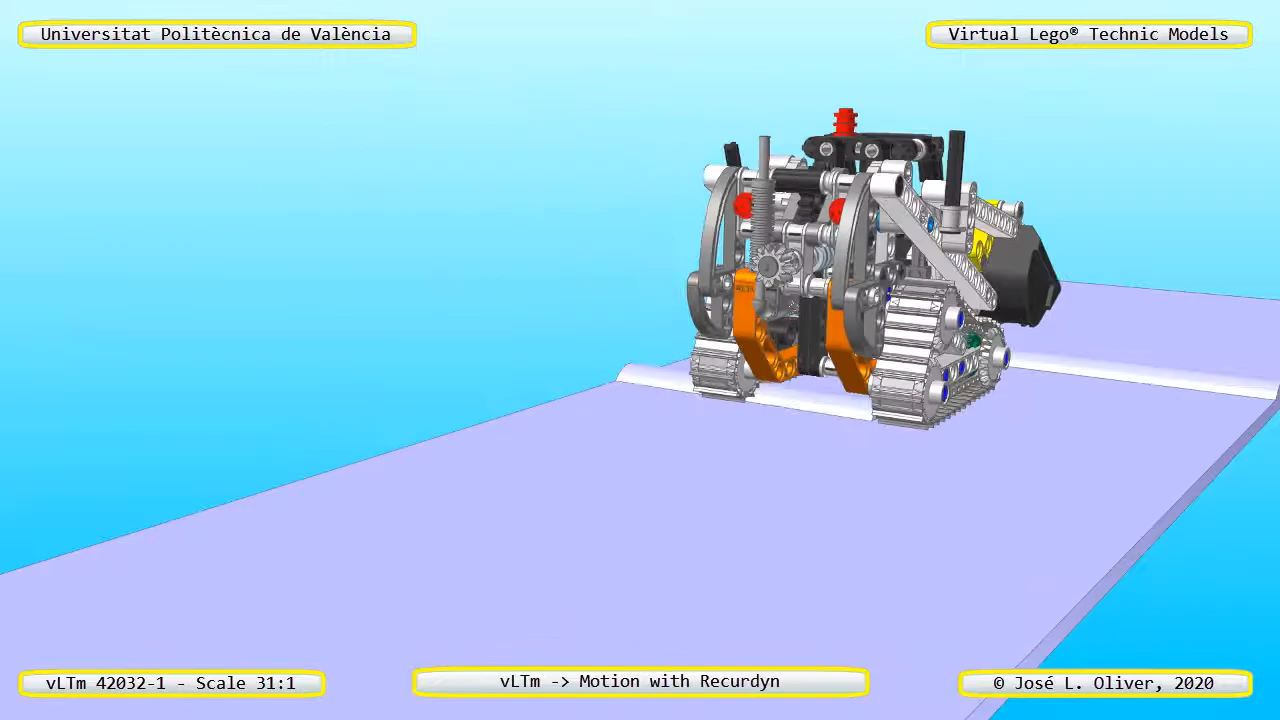 Universitat Politècnica de València
Virtual Lego® Technic Models
vLTm 42032-1 - Scale 31:1
vLTm -> Motion with Recurdyn
© José L. Oliver, 2020